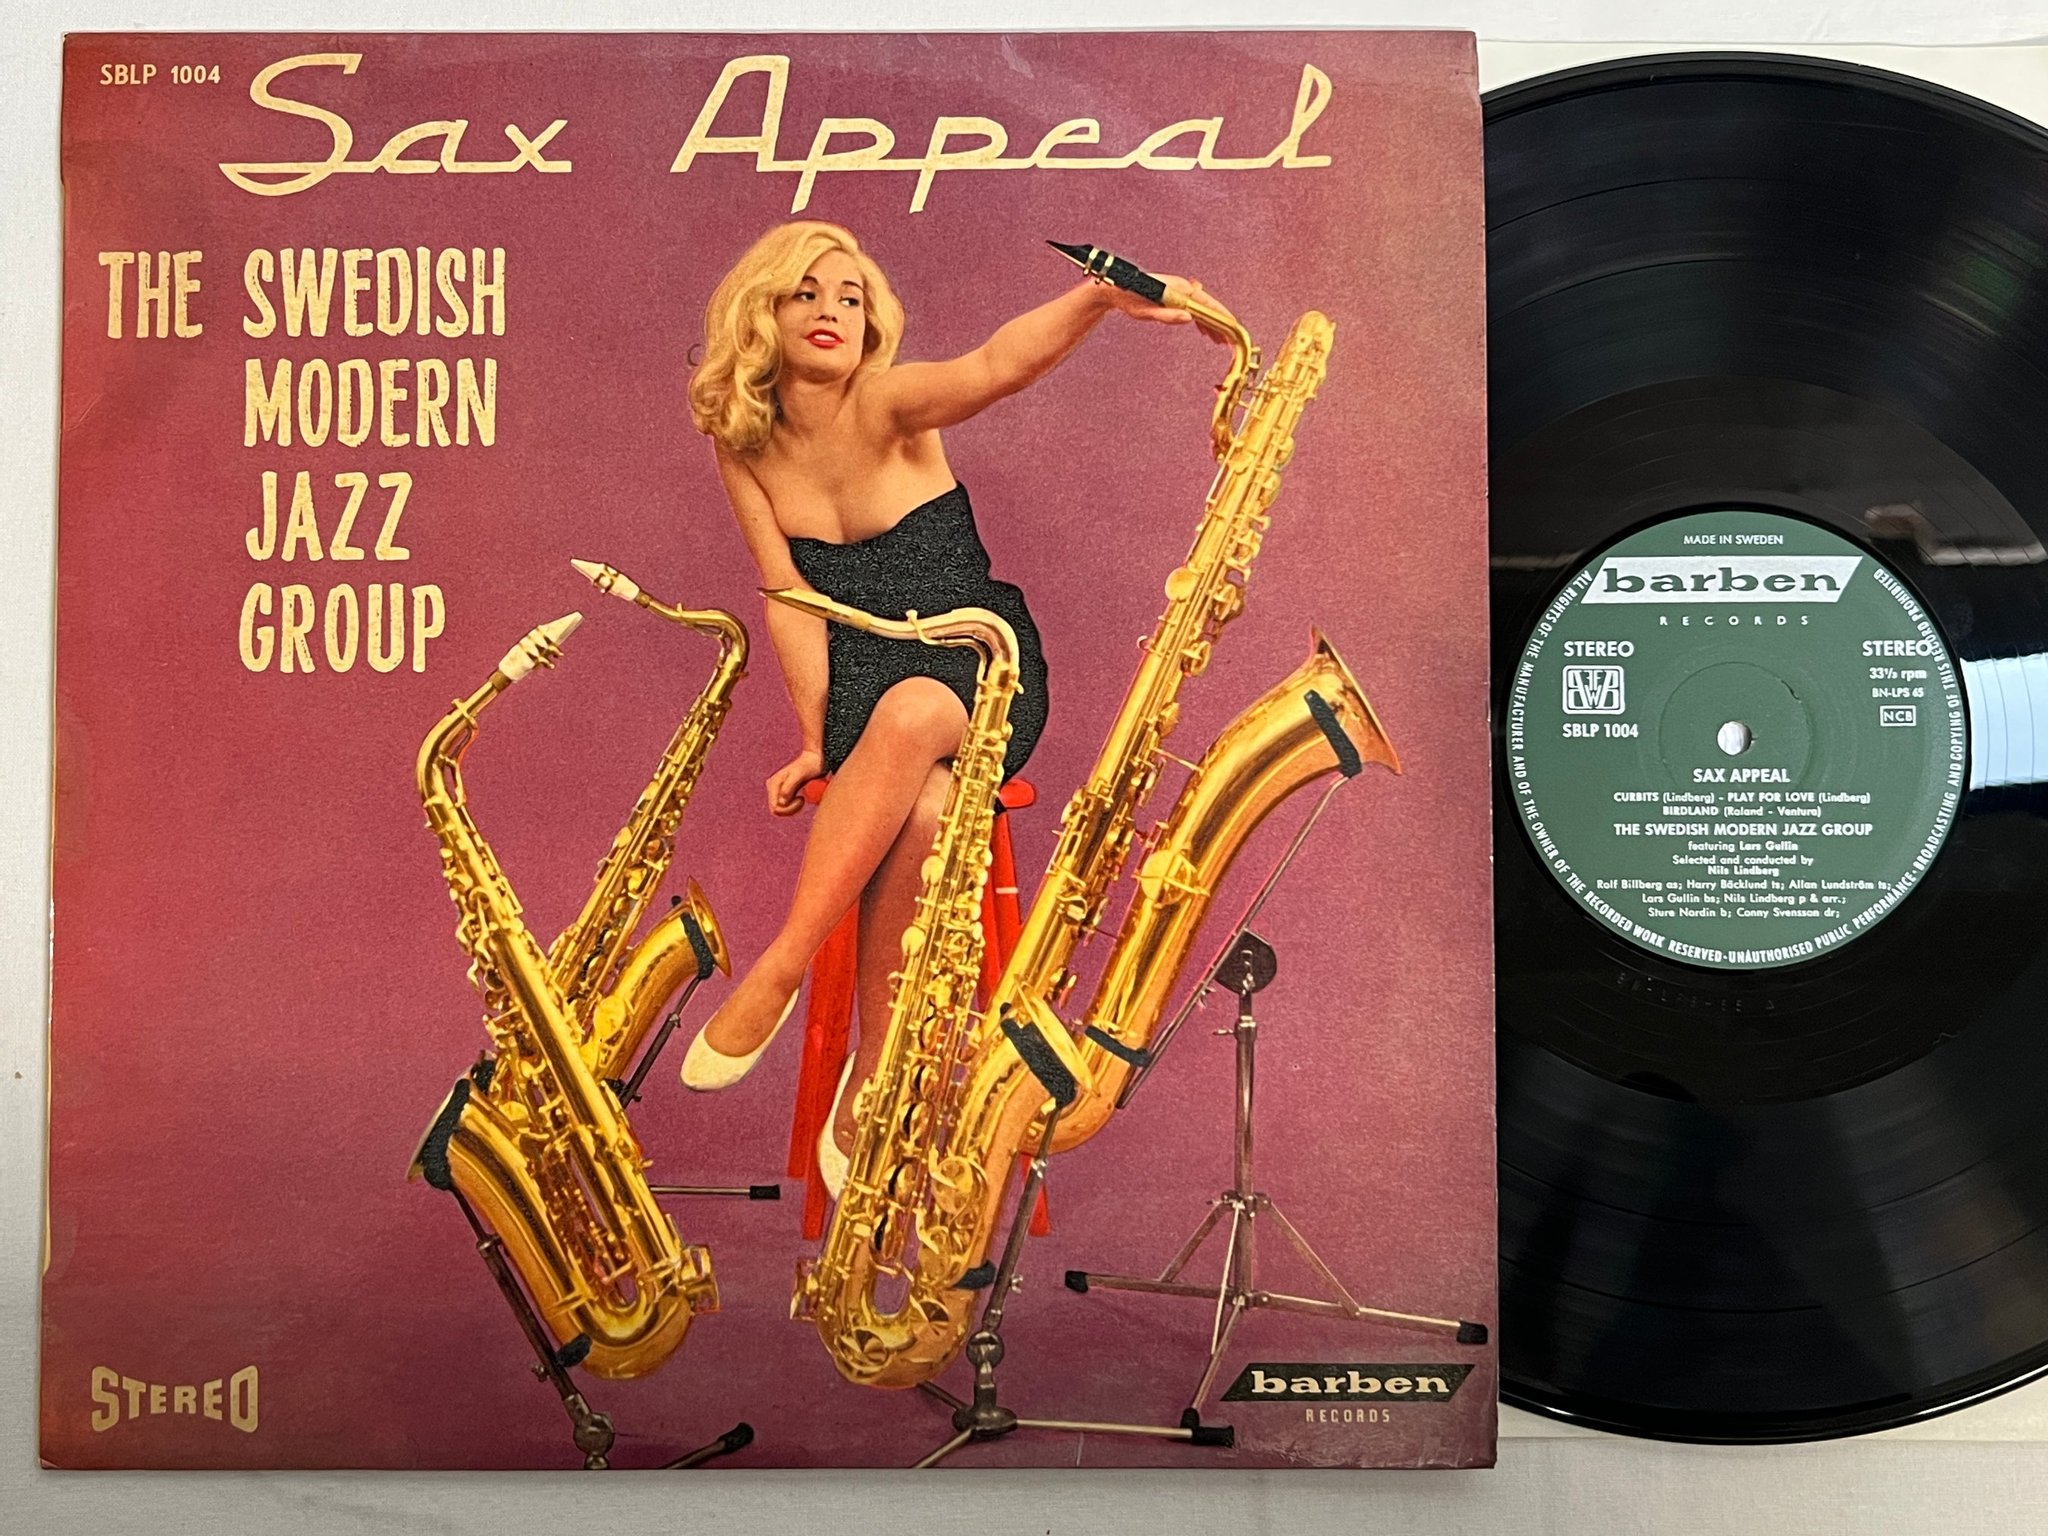 SBLP 1004
Sax Appeal
THE SWEDISH
MODERN
JAZZ
GROUP
STEREO
barben
RECORDS
MADE IN SWEDEN
barben
RECORDS
STEREO
STEREO
33⅓ rpm
BN-LPS 65
NCB
SBLP 1004
SAX APPEAL
CURBITS (Lindberg) - PLAY FOR LOVE (Lindberg)
BIRDLAND (Roland - Ventura)
THE SWEDISH MODERN JAZZ GROUP
featuring Lars Gullin
Selected and conducted by
Nils Lindberg
Rolf Billberg as; Harry Bäcklund ts; Allan Lundström ts;
Lars Gullin bs; Nils Lindberg p & arr.;
Sture Nordin b; Conny Svensson dr;
ALL RIGHTS OF THE MANUFACTURER AND OF THE OWNER OF THE RECORDED WORK RESERVED·UNAUTHORISED PUBLIC PERFORMANCE·BROADCASTING AND COPYING OF THIS RECORD PROHIBITED